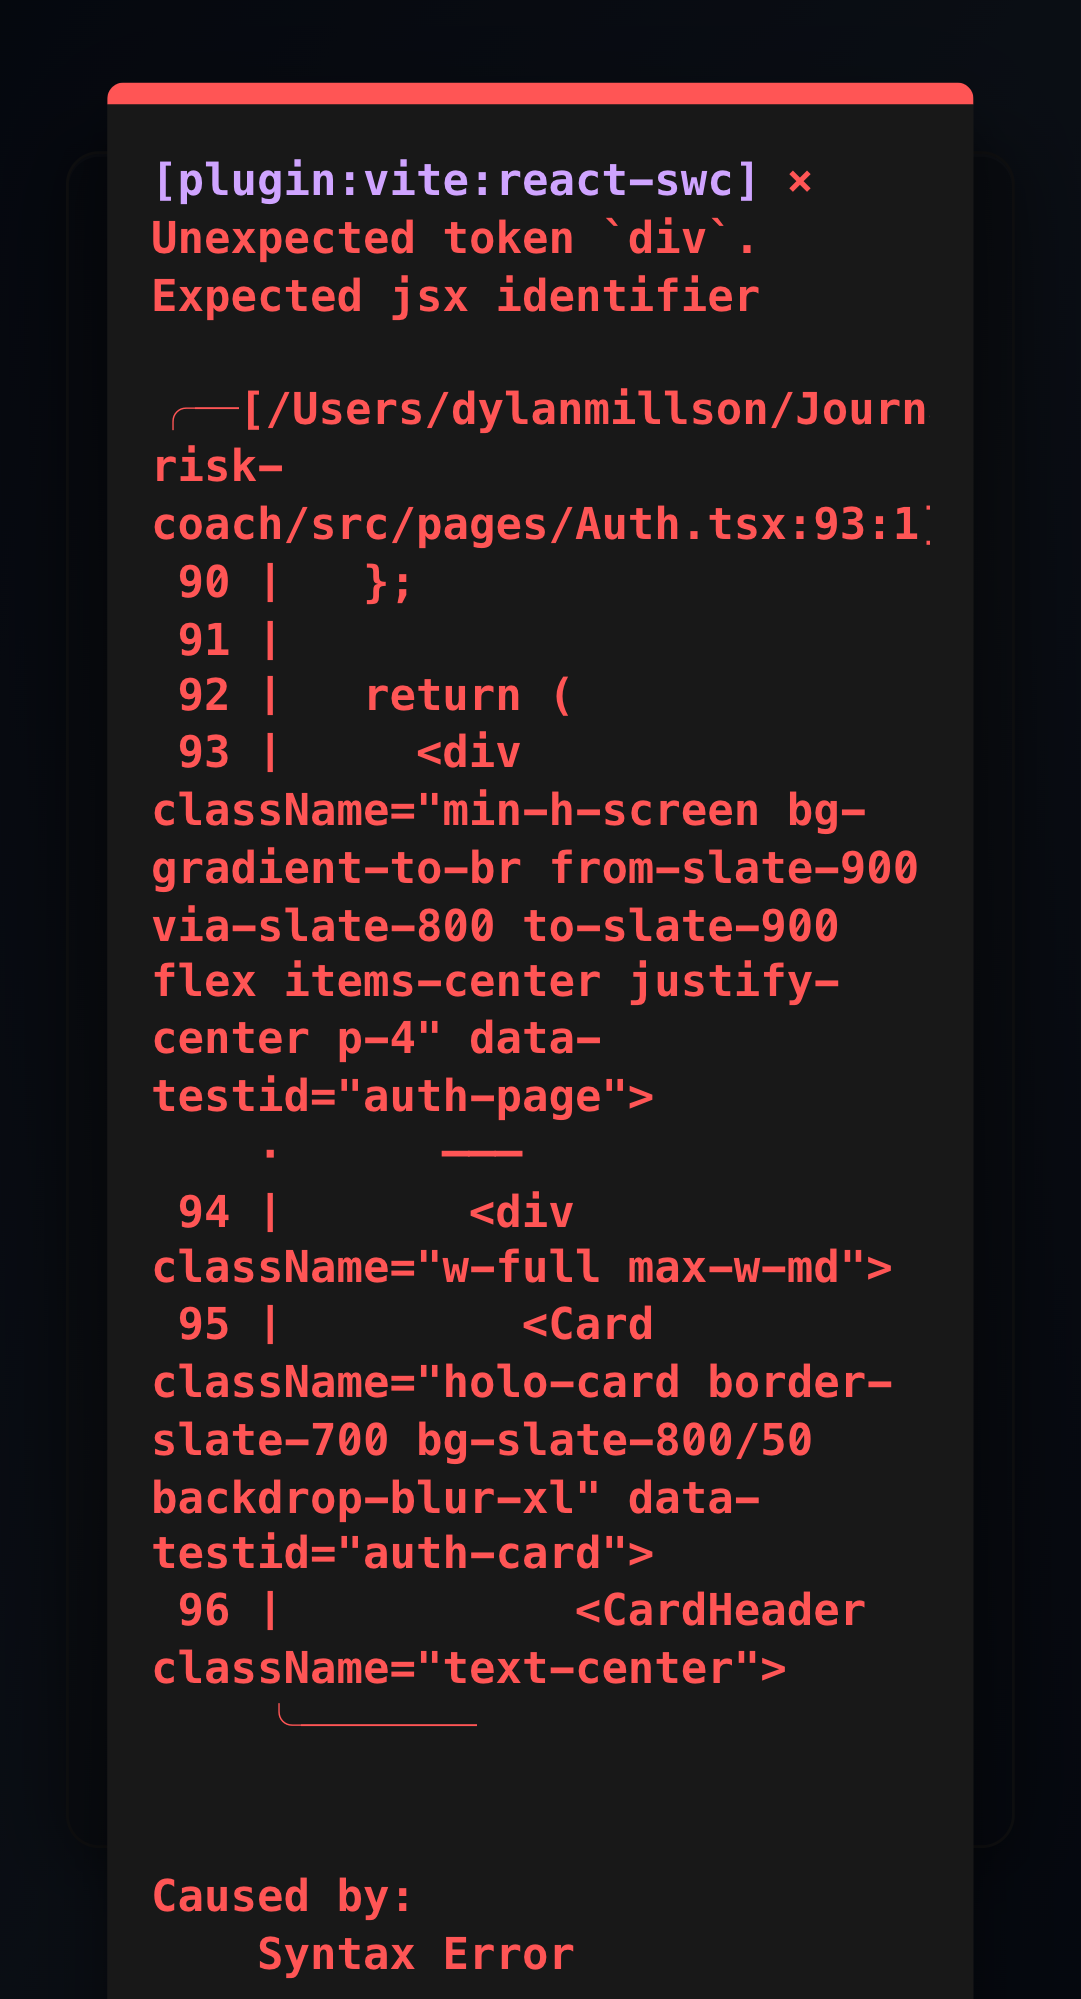 [plugin:vite:react-swc] ×
Unexpected token `div`.
Expected jsx identifier
╭──[/Users/dylanmillson/Journ
risk-
coach/src/pages/Auth.tsx:93:1]
 90 |   };
 91 |
 92 |   return (
 93 |     <div
className="min-h-screen bg-
gradient-to-br from-slate-900
via-slate-800 to-slate-900
flex items-center justify-
center p-4" data-
testid="auth-page">
    ·      ───
 94 |       <div
className="w-full max-w-md">
 95 |         <Card
className="holo-card border-
slate-700 bg-slate-800/50
backdrop-blur-xl" data-
testid="auth-card">
 96 |           <CardHeader
className="text-center">
    ╰────
Caused by:
    Syntax Error